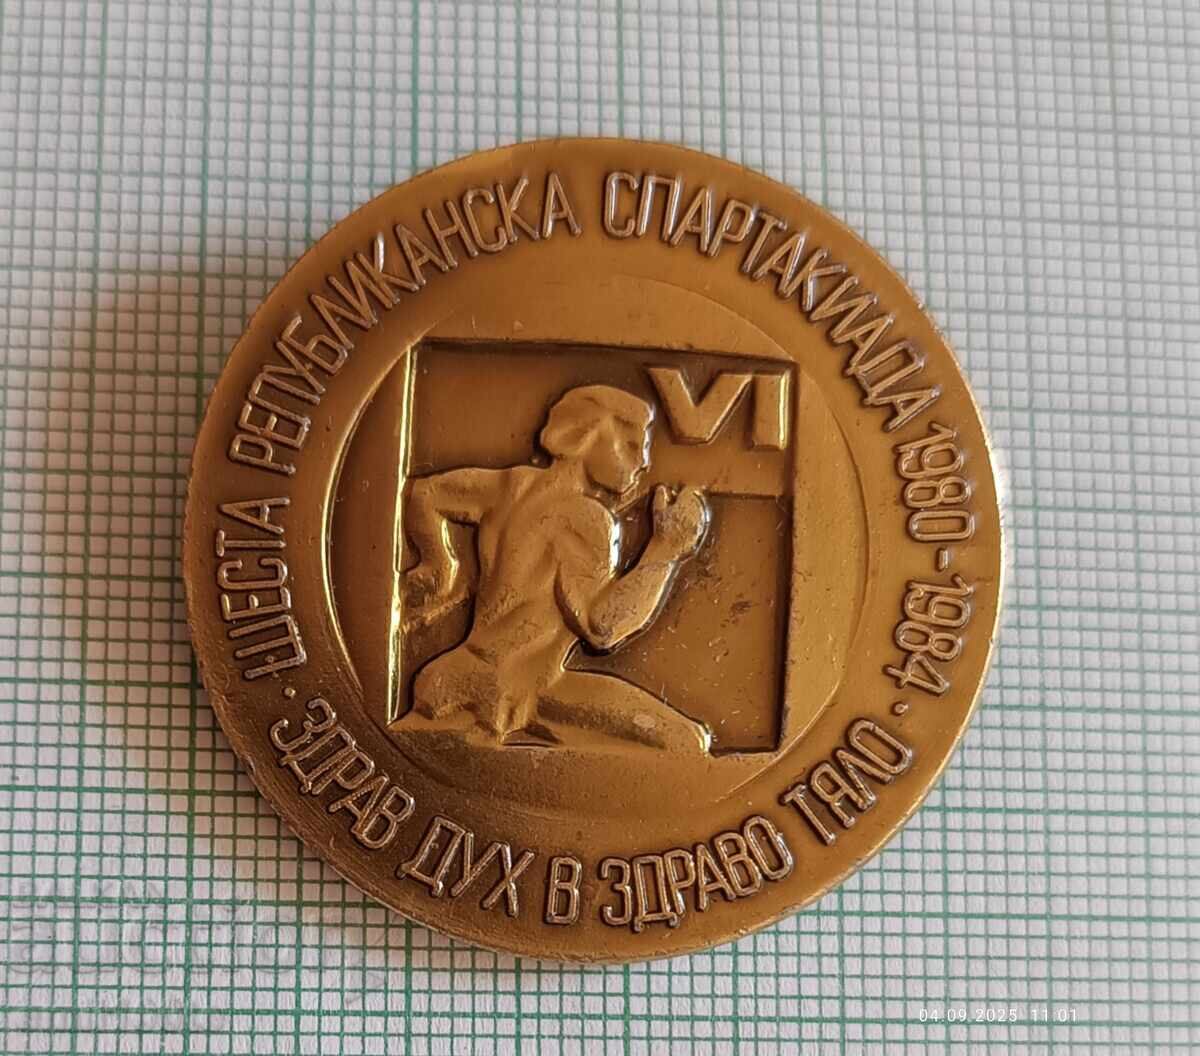 ШЕСТА РЕПУБЛИКАНСКА СПАРТАКИАДА 1980-1984
VI
· ЗДРАВ ДУХ В ЗДРАВО ТЯЛО ·
04.09.2025 11:01